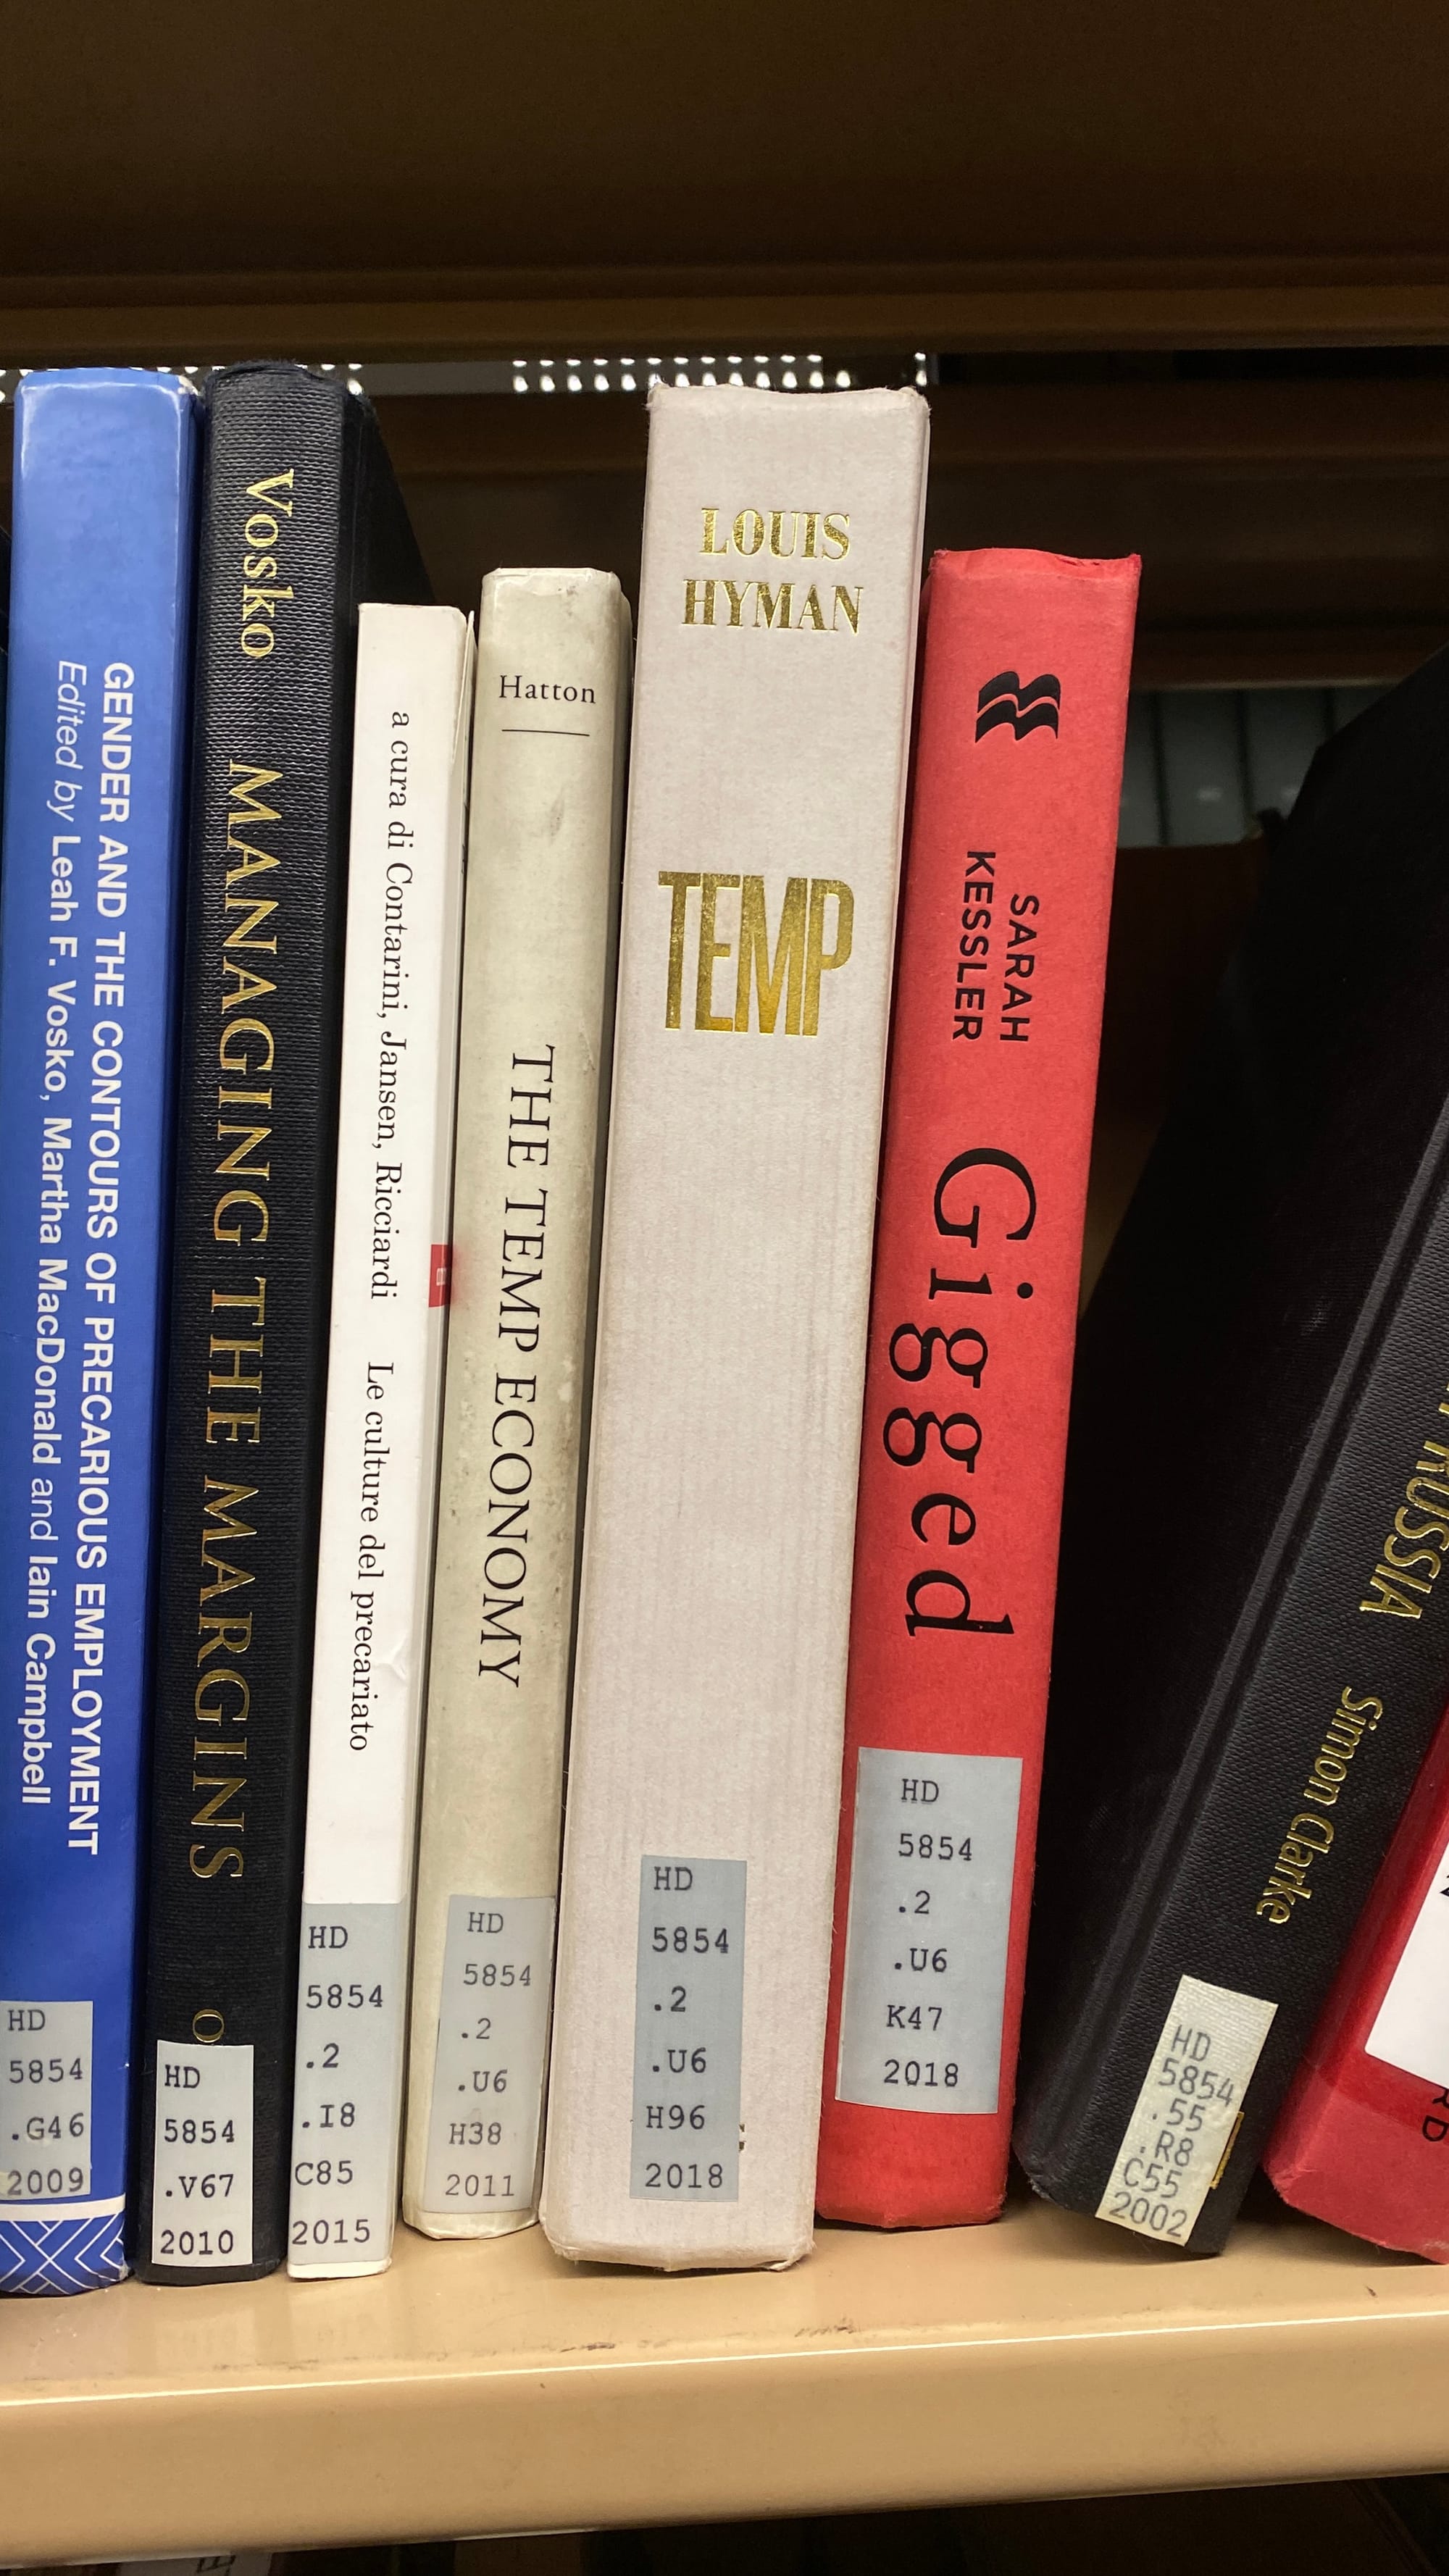 GENDER AND THE CONTOURS OF PRECARIOUS EMPLOYMENT
Edited by Leah F. Vosko, Martha MacDonald and Iain Campbell
HD
5854
.G46
2009
Vosko MANAGING THE MARGINS O
HD
5854
.V67
2010
a cura di Contarini, Jansen, Ricciardi Le culture del precariato
HD
5854
.2
.I8
C85
2015
Hatton
THE TEMP ECONOMY
HD
5854
.2
.U6
H38
2011
LOUIS
HYMAN
TEMP
HD
5854
.2
.U6
H96
2018
SARAH
KESSLER
Gigged
HD
5854
.2
.U6
K47
2018
RUSSIA Simon Clarke
HD
5854
.55
.R8
C55
2002